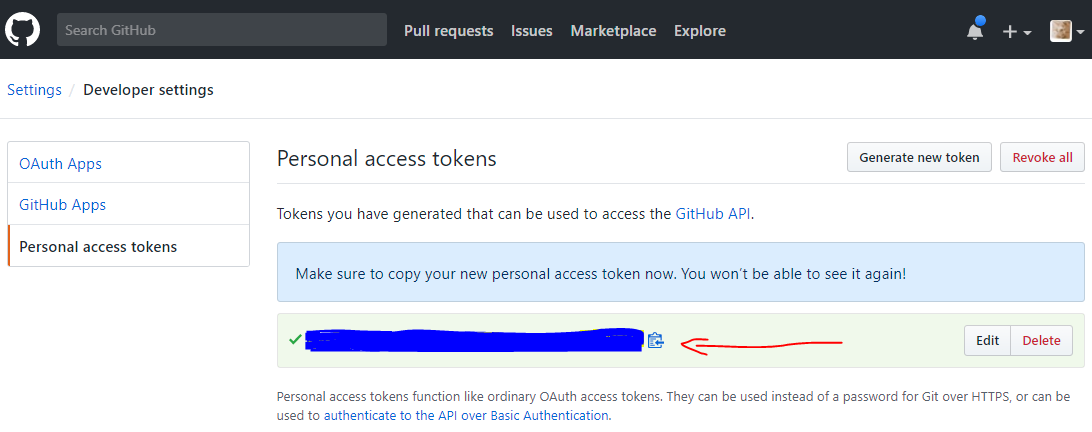 Search GitHub Pull requests Issues Marketplace Explore
Settings / Developer settings
OAuth Apps
GitHub Apps
Personal access tokens
Personal access tokens Generate new token Revoke all
Tokens you have generated that can be used to access the GitHub API.
Make sure to copy your new personal access token now. You won't be able to see it again!
Edit Delete
Personal access tokens function like ordinary OAuth access tokens. They can be used instead of a password for Git over HTTPS, or can be
used to authenticate to the API over Basic Authentication.